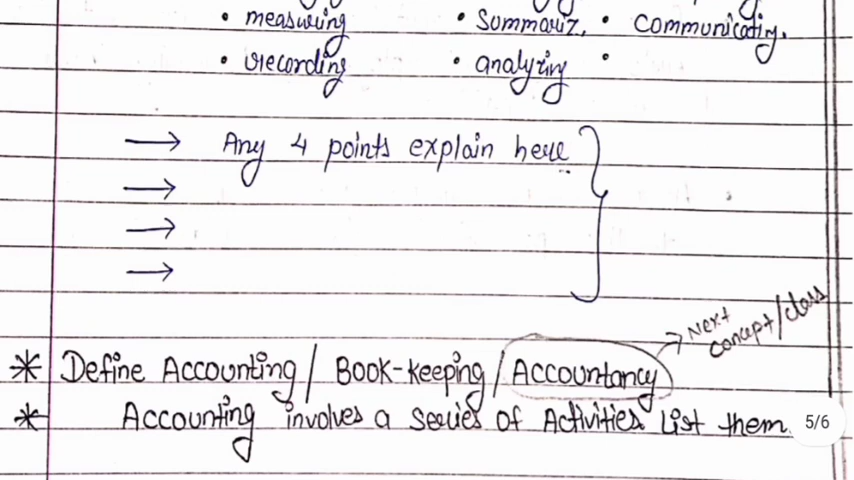 • measuring • Summariz. • Communicating.
• recording • analyzing •
→ Any 4 points explain here
→
→
→
→ Next concept/class
* Define Accounting / Book-keeping / Accountancy
* Accounting involves a series of Activities List them
5/6